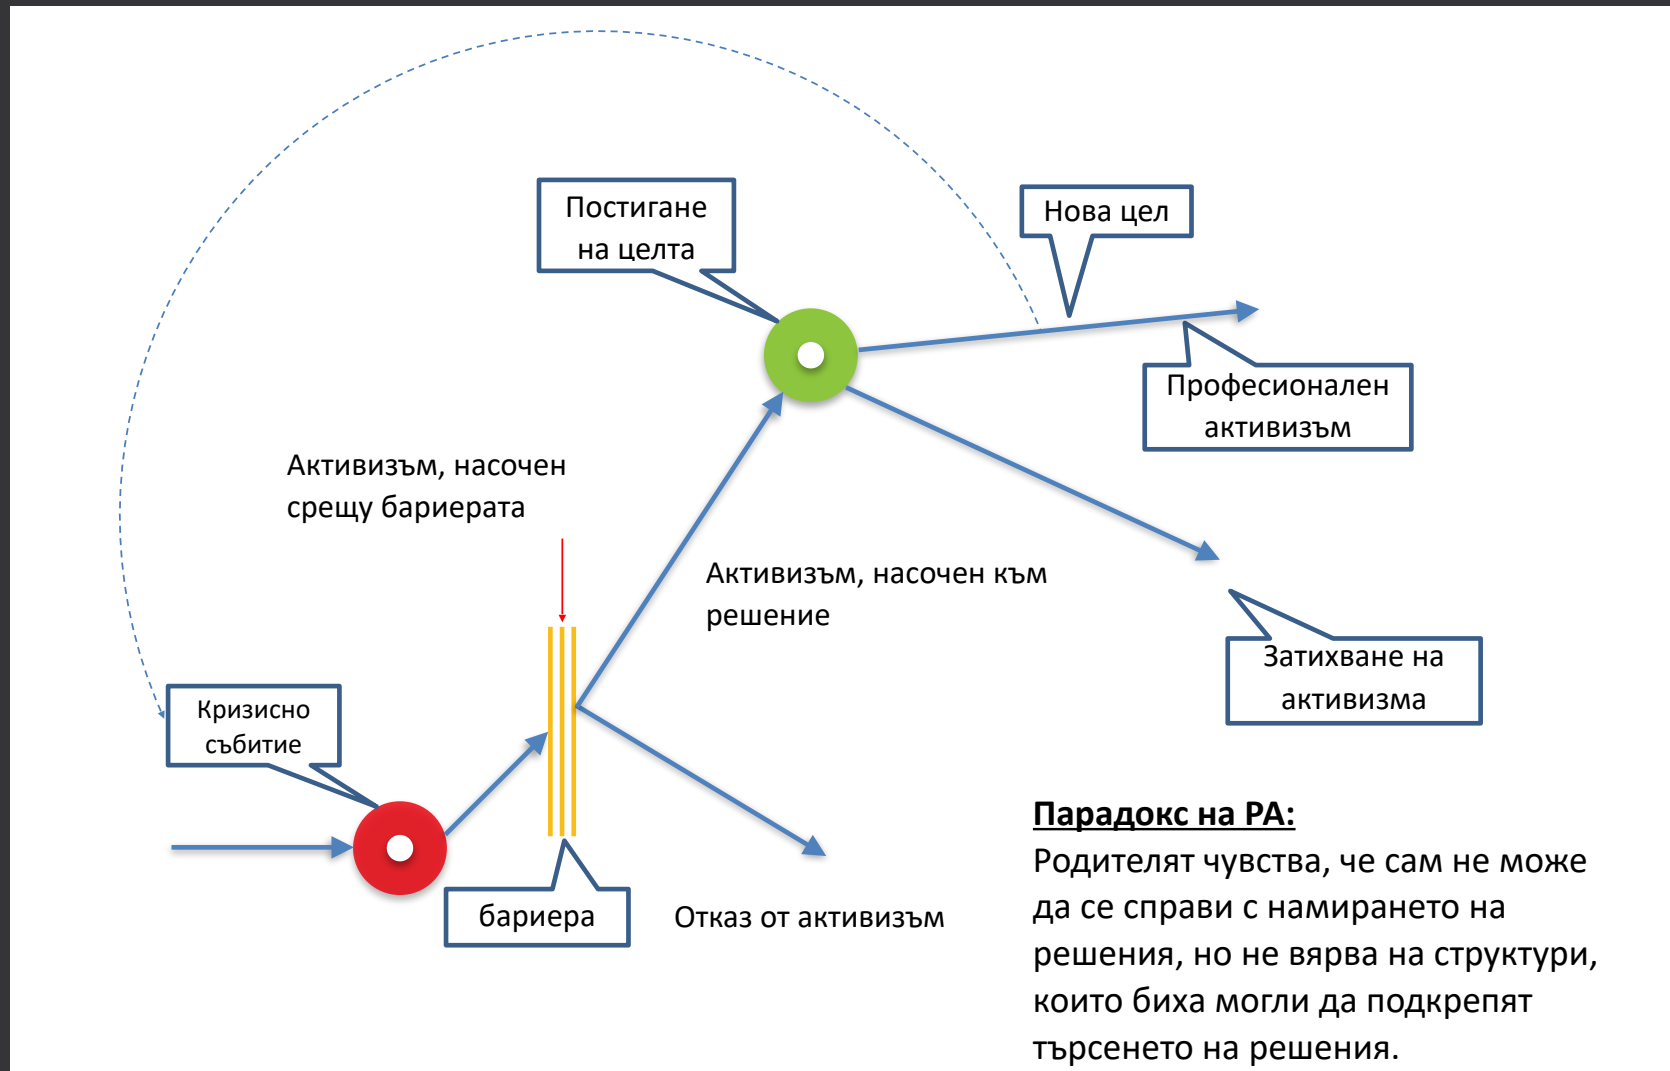 Постигане
на целта
Нова цел
Професионален
активизъм
Активизъм, насочен
срещу бариерата
Активизъм, насочен към
решение
Затихване на
активизма
Кризисно
събитие
бариера
Отказ от активизъм
Парадокс на РА:
Родителят чувства, че сам не може
да се справи с намирането на
решения, но не вярва на структури,
които биха могли да подкрепят
търсенето на решения.